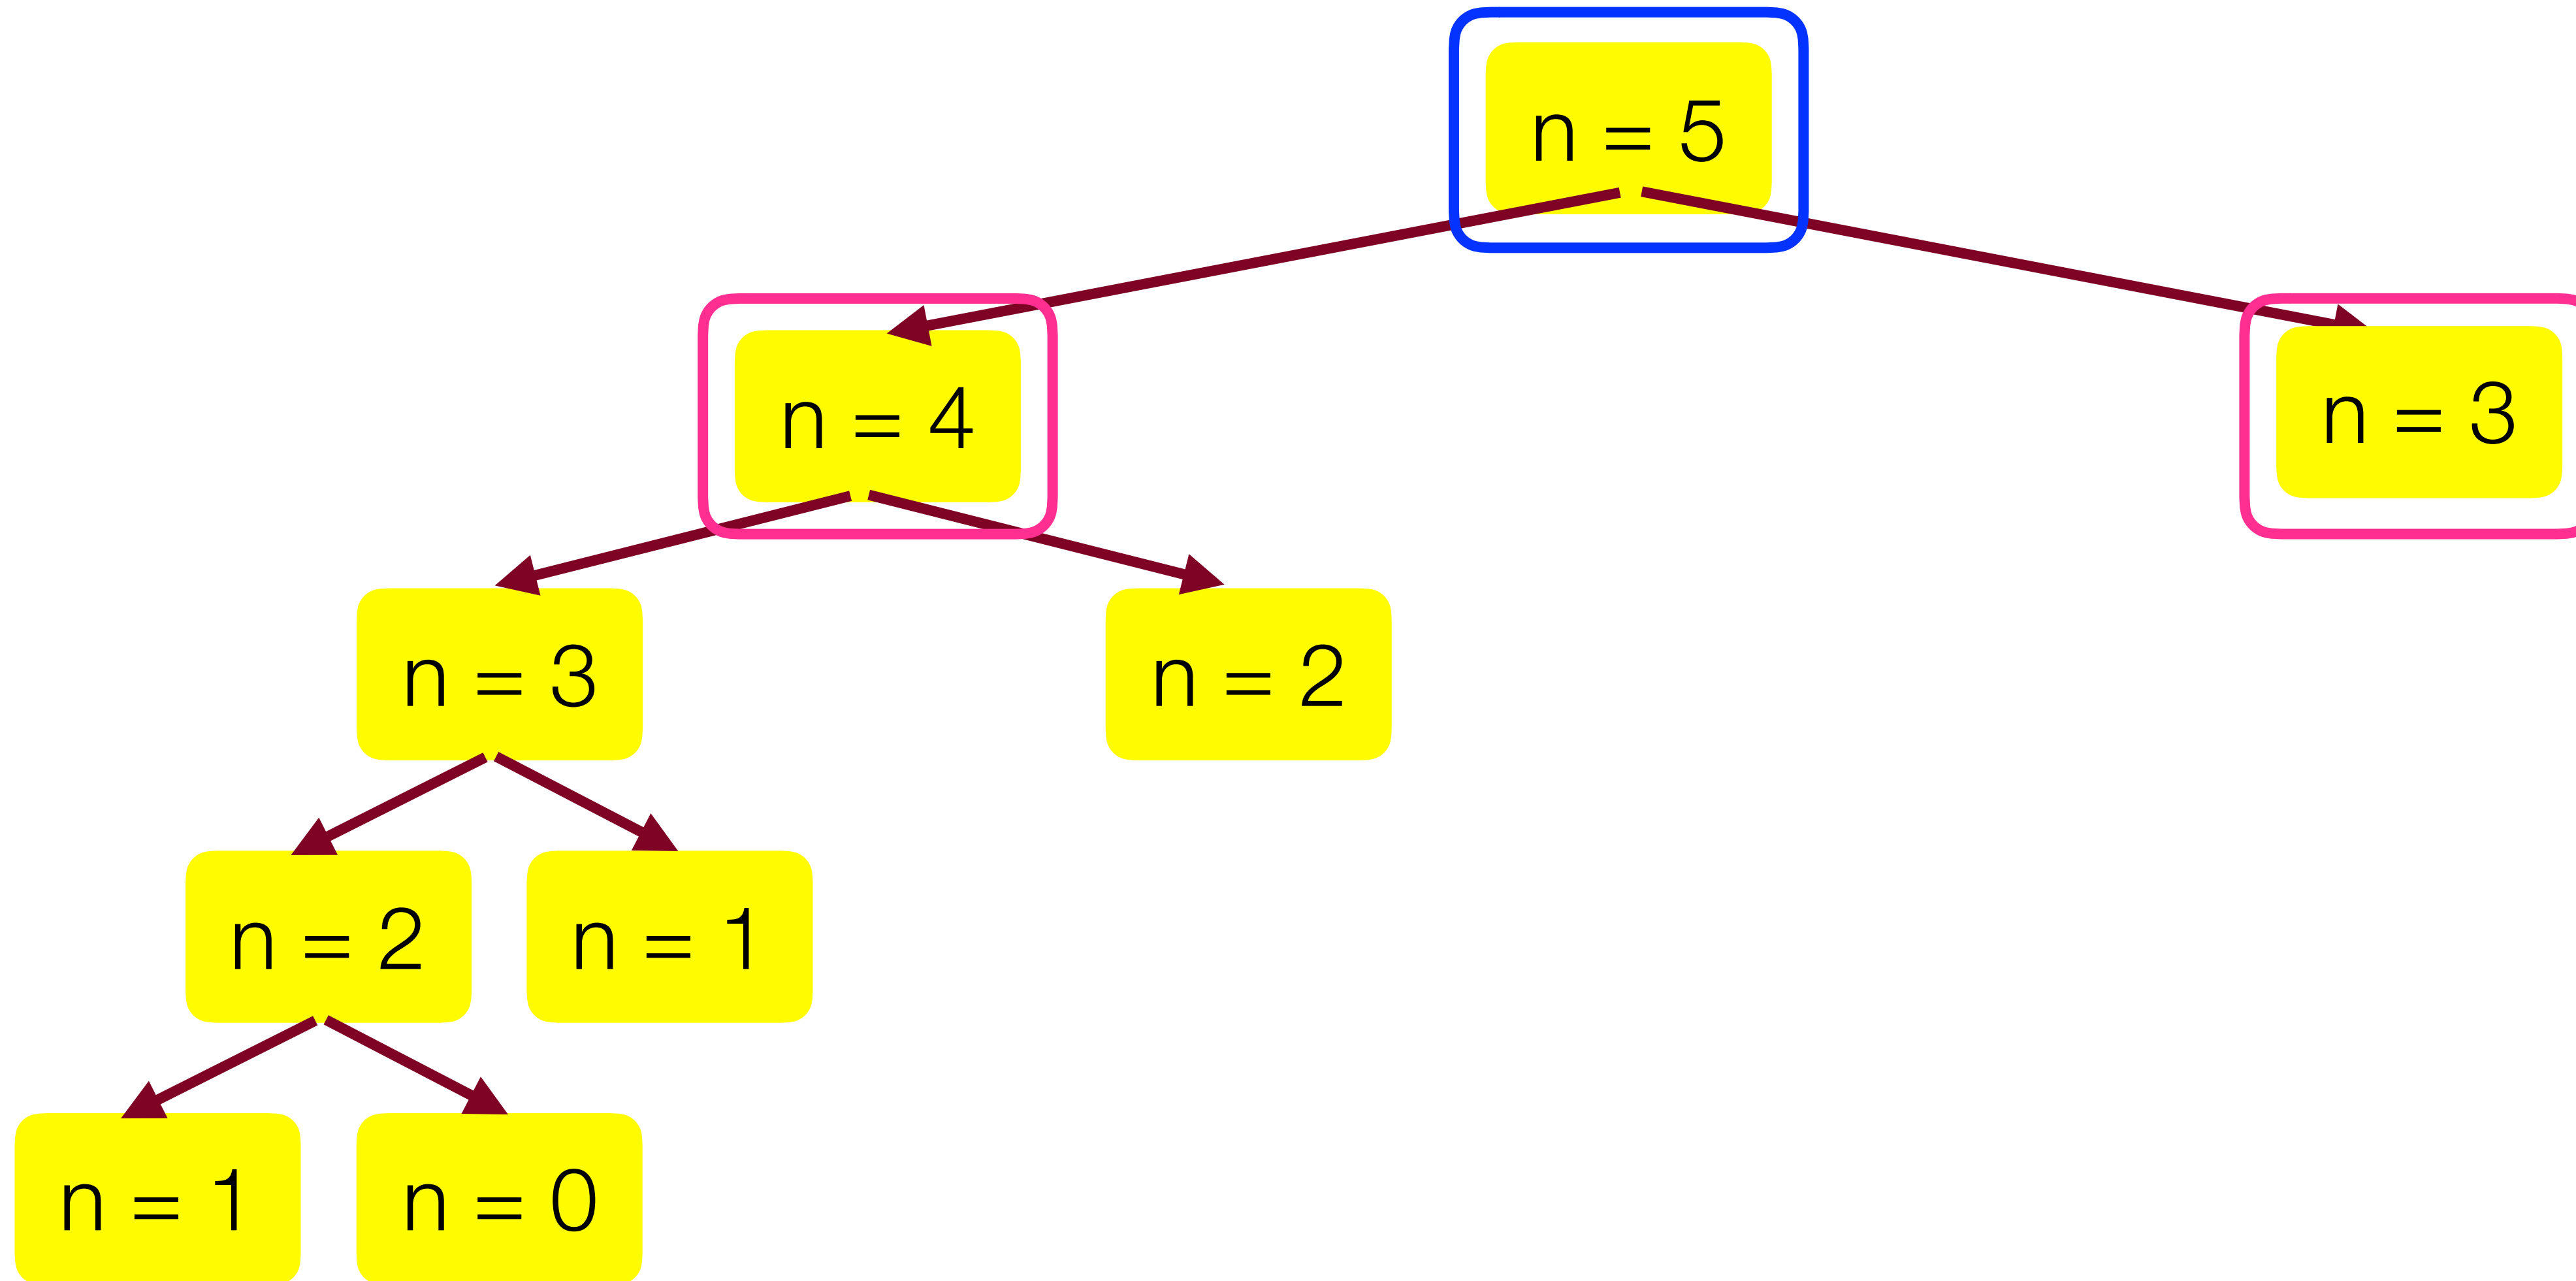 n = 5
n = 4
n = 3
n = 3
n = 2
n = 2
n = 1
n = 1
n = 0